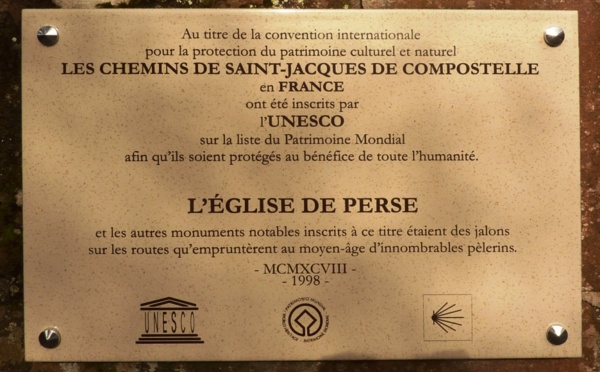 Au titre de la convention internationale
pour la protection du patrimoine culturel et naturel
LES CHEMINS DE SAINT-JACQUES DE COMPOSTELLE
en FRANCE
ont été inscrits par
l'UNESCO
sur la liste du Patrimoine Mondial
afin qu'ils soient protégés au bénéfice de toute l'humanité.
L'ÉGLISE DE PERSE
et les autres monuments notables inscrits à ce titre étaient des jalons
sur les routes qu'empruntèrent au moyen-âge d'innombrables pèlerins.
- MCMXCVIII -
- 1998 -
UNESCO